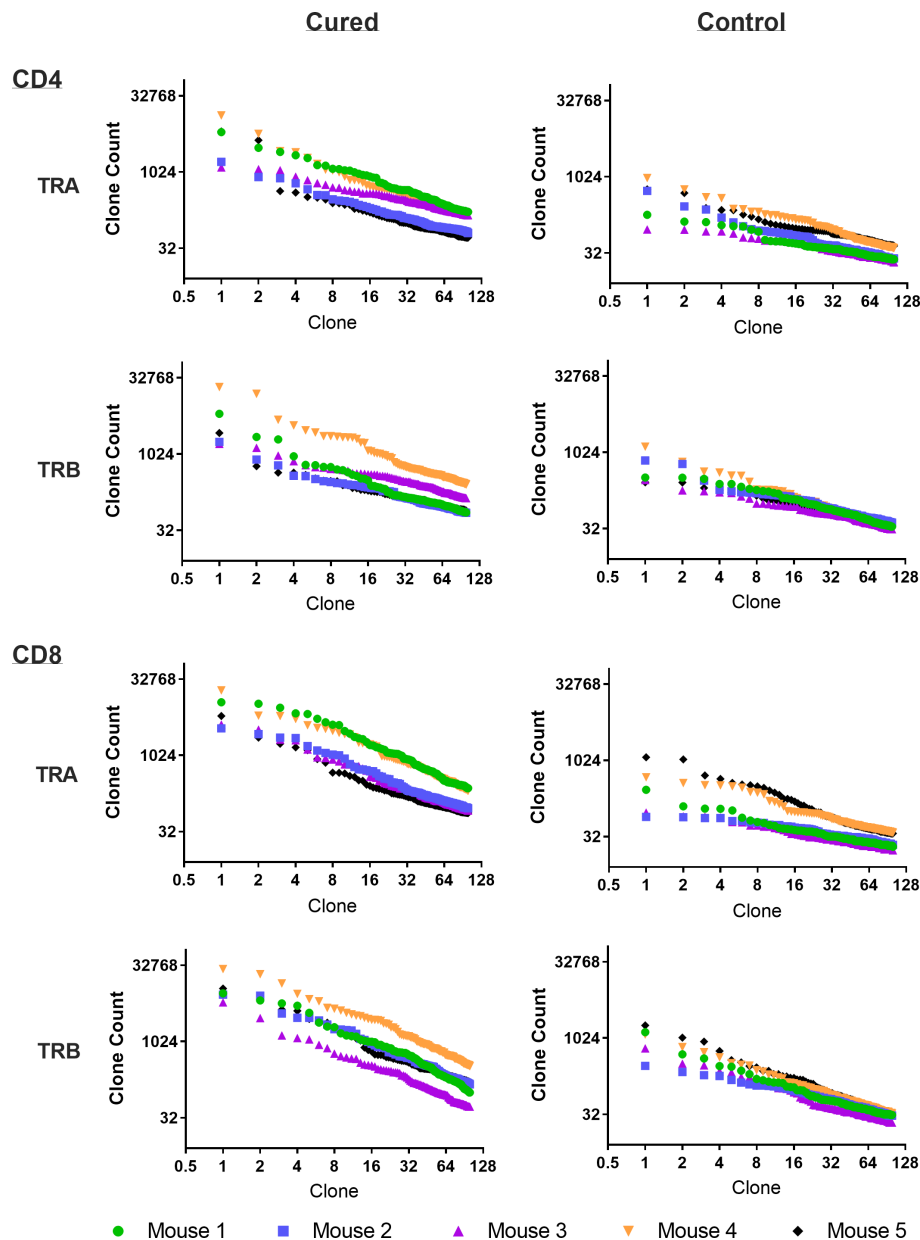 Cured Control
CD4
TRA
Clone Count
32768
1024
32
0.5 1 2 4 8 16 32 64 128
Clone
Clone Count
32768
1024
32
0.5 1 2 4 8 16 32 64 128
Clone
TRB
Clone Count
32768
1024
32
0.5 1 2 4 8 16 32 64 128
Clone
Clone Count
32768
1024
32
0.5 1 2 4 8 16 32 64 128
Clone
CD8
TRA
Clone Count
32768
1024
32
0.5 1 2 4 8 16 32 64 128
Clone
Clone Count
32768
1024
32
0.5 1 2 4 8 16 32 64 128
Clone
TRB
Clone Count
32768
1024
32
0.5 1 2 4 8 16 32 64 128
Clone
Clone Count
32768
1024
32
0.5 1 2 4 8 16 32 64 128
Clone
Mouse 1 Mouse 2 Mouse 3 Mouse 4 Mouse 5